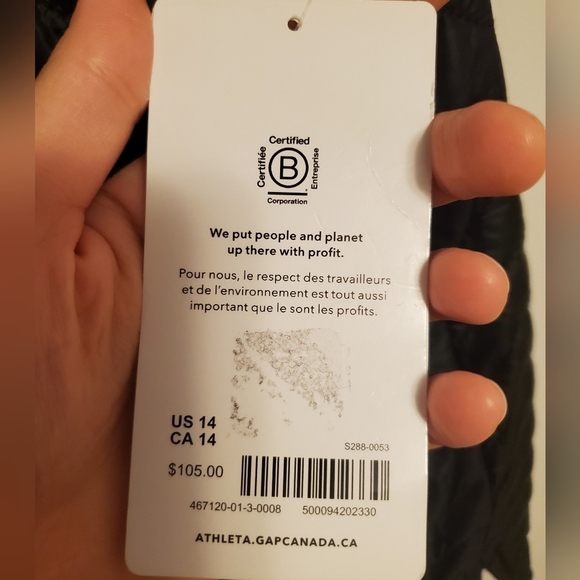 Certified
Certifiée
B
Entreprise
Corporation
We put people and planet
up there with profit.
Pour nous, le respect des travailleurs
et de l'environnement est tout aussi
important que le sont les profits.
US 14
CA 14
S288-0053
$105.00
467120-01-3-0008 500094202330
ATHLETA.GAPCANADA.CA